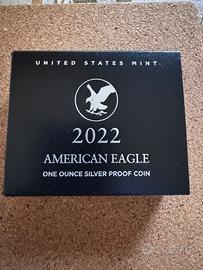 UNITED STATES MINT
2022
AMERICAN EAGLE
ONE OUNCE SILVER PROOF COIN